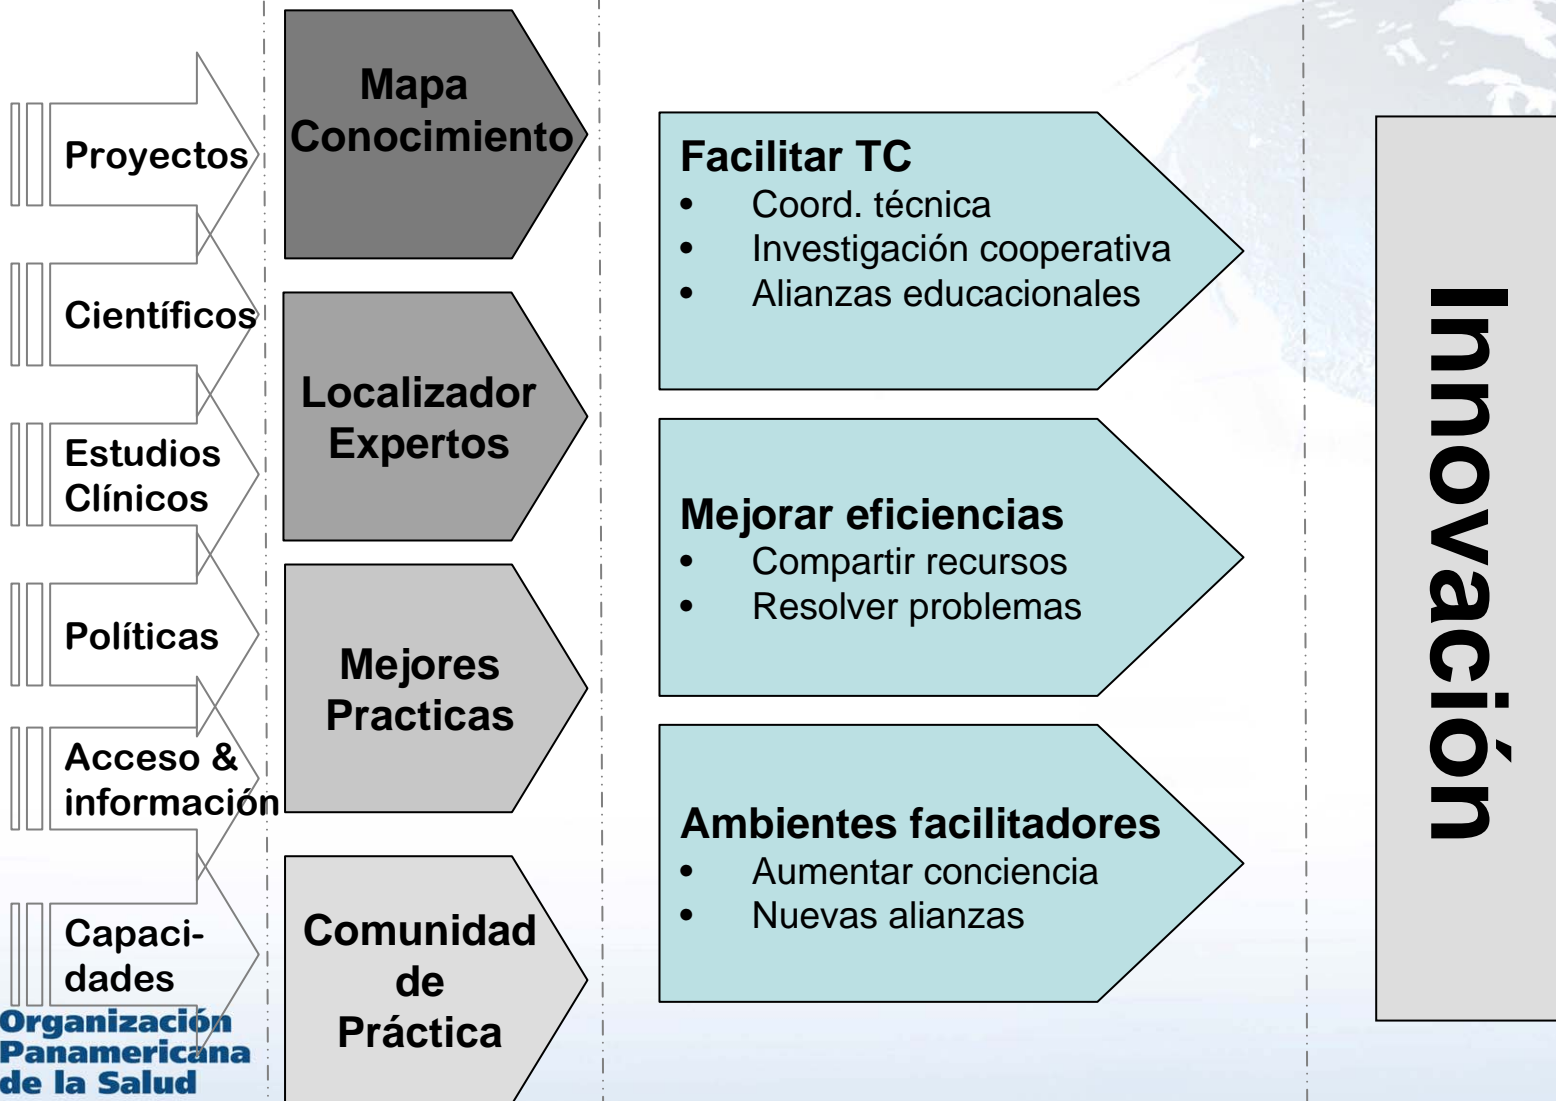 Proyectos
Científicos
Estudios
Clínicos
Políticas
Acceso &
información
Capaci-
dades
Organización
Panamericana
de la Salud
Mapa
Conocimiento
Localizador
Expertos
Mejores
Practicas
Comunidad
de
Práctica
Facilitar TC
• Coord. técnica
• Investigación cooperativa
• Alianzas educacionales
Mejorar eficiencias
• Compartir recursos
• Resolver problemas
Ambientes facilitadores
• Aumentar conciencia
• Nuevas alianzas
Innovación